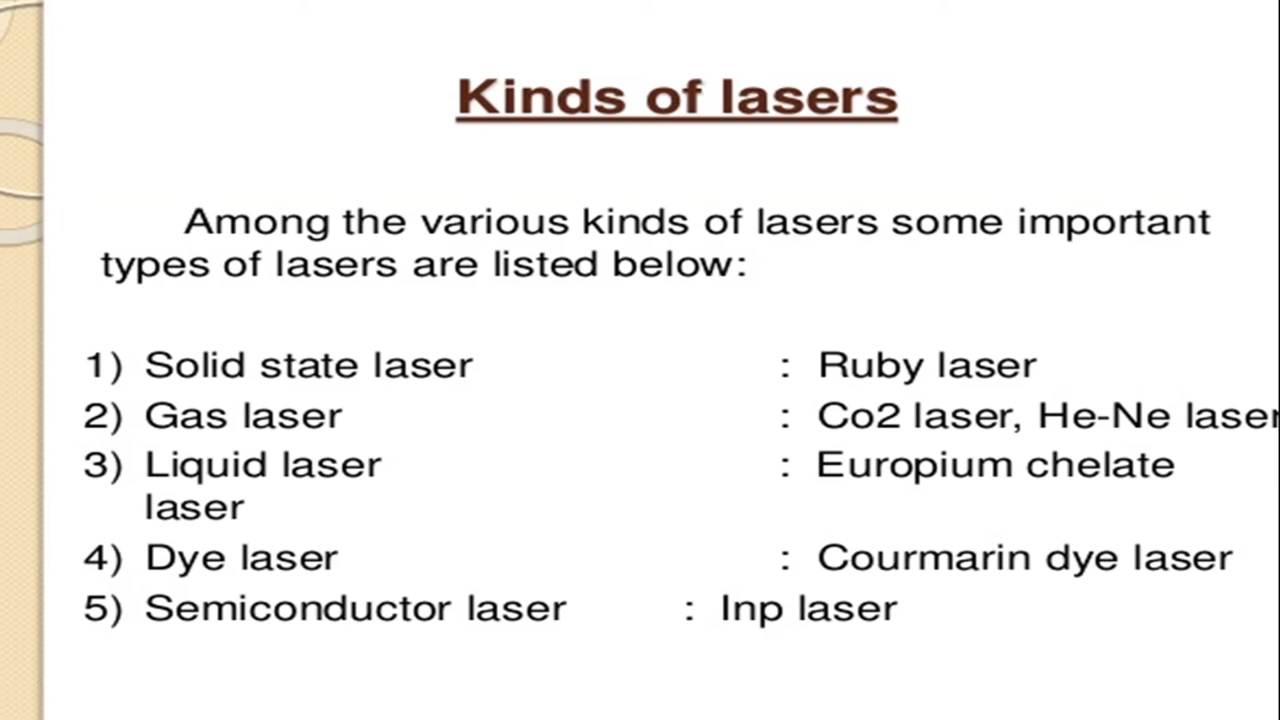 Kinds of lasers
Among the various kinds of lasers some important
types of lasers are listed below:
1) Solid state laser : Ruby laser
2) Gas laser : Co2 laser, He-Ne laser
3) Liquid laser : Europium chelate
laser
4) Dye laser : Courmarin dye laser
5) Semiconductor laser : Inp laser